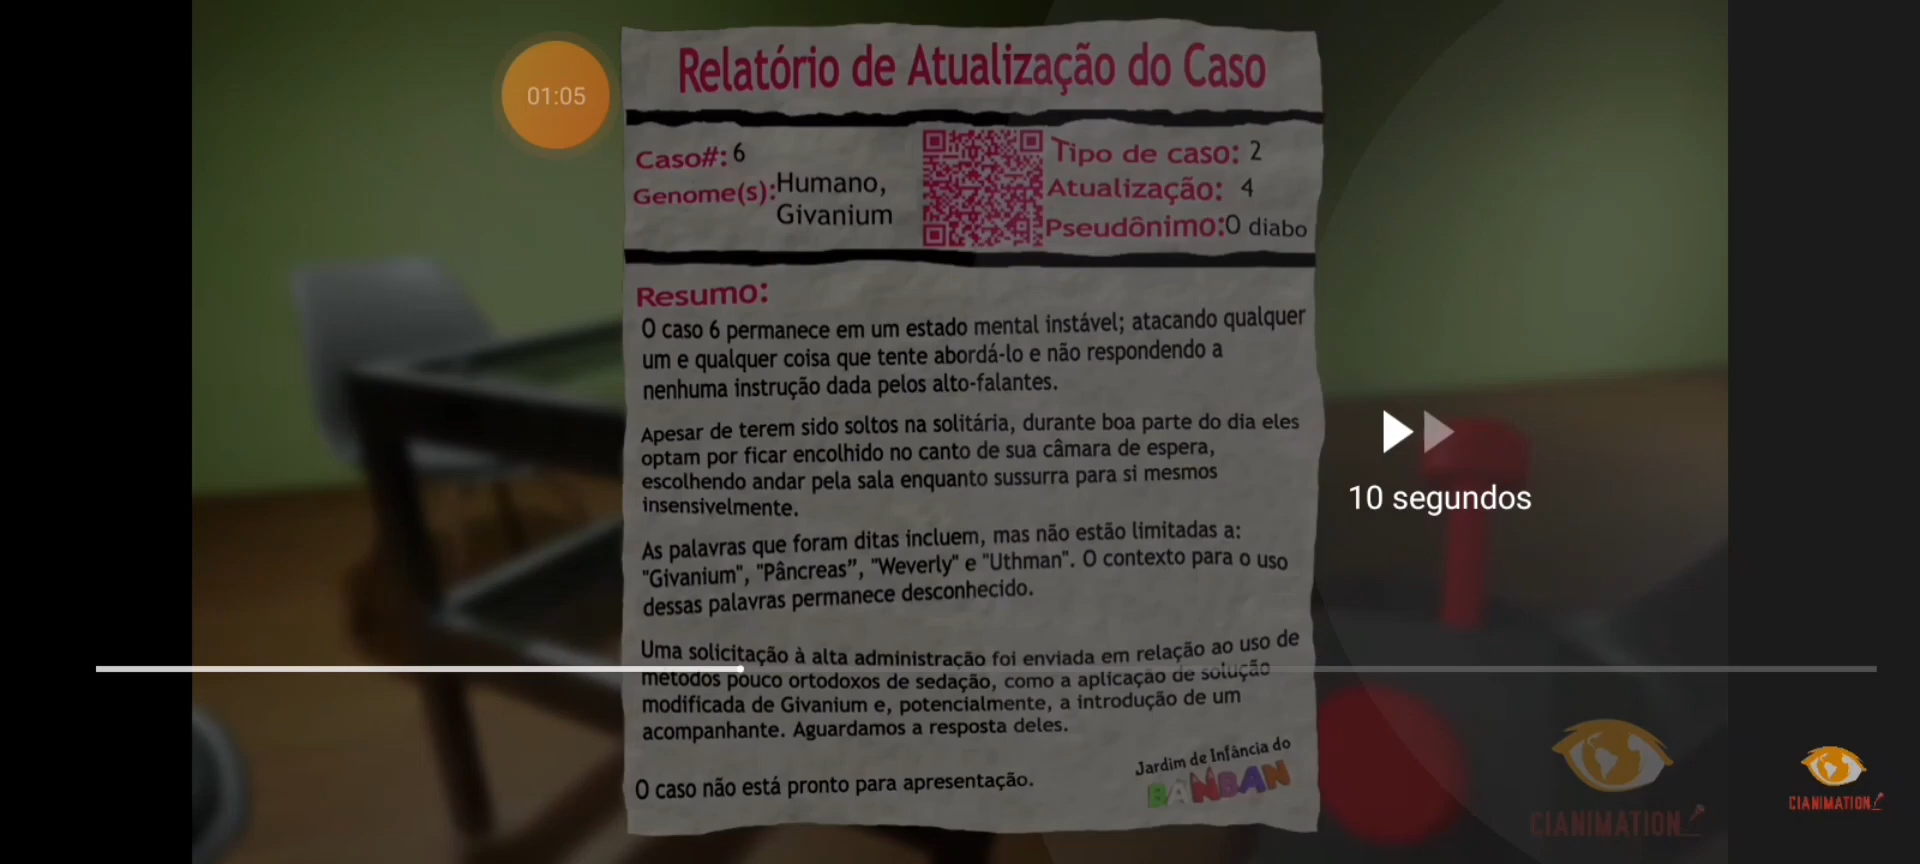 Relatório de Atualização do Caso
01:05
Caso#: 6
Genome(s): Humano,
Givanium
Tipo de caso: 2
Atualização: 4
Pseudônimo: O diabo
Resumo:
O caso 6 permanece em um estado mental instável; atacando qualquer
um e qualquer coisa que tente abordá-lo e não respondendo a
nenhuma instrução dada pelos alto-falantes.
Apesar de terem sido soltos na solitária, durante boa parte do dia eles
optam por ficar encolhido no canto de sua câmara de espera,
escolhendo andar pela sala enquanto sussurra para si mesmos
insensivelmente.
10 segundos
As palavras que foram ditas incluem, mas não estão limitadas a:
"Givanium", "Pâncreas”, "Weverly" e "Uthman". O contexto para o uso
dessas palavras permanece desconhecido.
Uma solicitação à alta administração foi enviada em relação ao uso de
métodos pouco ortodoxos de sedação, como a aplicação de solução
modificada de Givanium e, potencialmente, a introdução de um
acompanhante. Aguardamos a resposta deles.
O caso não está pronto para apresentação.
Jardim de Infância do
BANBAN
CIANIMATION
CIANIMATION